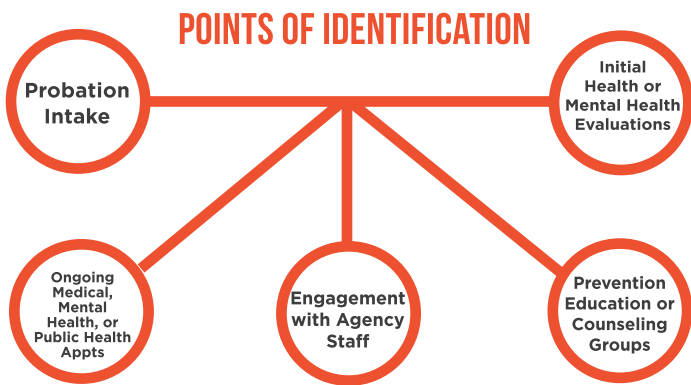 POINTS OF IDENTIFICATION
Probation
Intake
Initial
Health or
Mental Health
Evaluations
Ongoing
Medical,
Mental
Health, or
Public Health
Appts
Engagement
with Agency
Staff
Prevention
Education or
Counseling
Groups